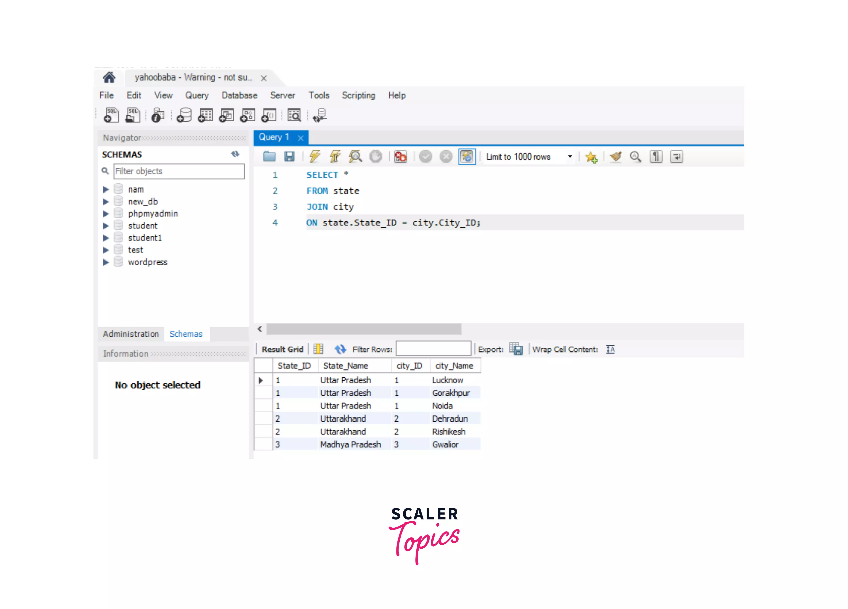 yahoobaba - Warning - not su... x
File Edit View Query Database Server Tools Scripting Help
Navigator
Query 1 x
SCHEMAS
Filter objects
nam
new_db
phpmyadmin
student
student1
test
wordpress
Limit to 1000 rows
1 SELECT *
2 FROM state
3 JOIN city
4 ON state.State_ID = city.City_ID;
Administration Schemas
Information
No object selected
Result Grid Filter Rows: Export: Wrap Cell Content:
State_ID State_Name city_ID city_Name
1 Uttar Pradesh 1 Lucknow
1 Uttar Pradesh 1 Gorakhpur
1 Uttar Pradesh 1 Noida
2 Uttarakhand 2 Dehradun
2 Uttarakhand 2 Rishikesh
3 Madhya Pradesh 3 Gwalior
SCALER
Topics